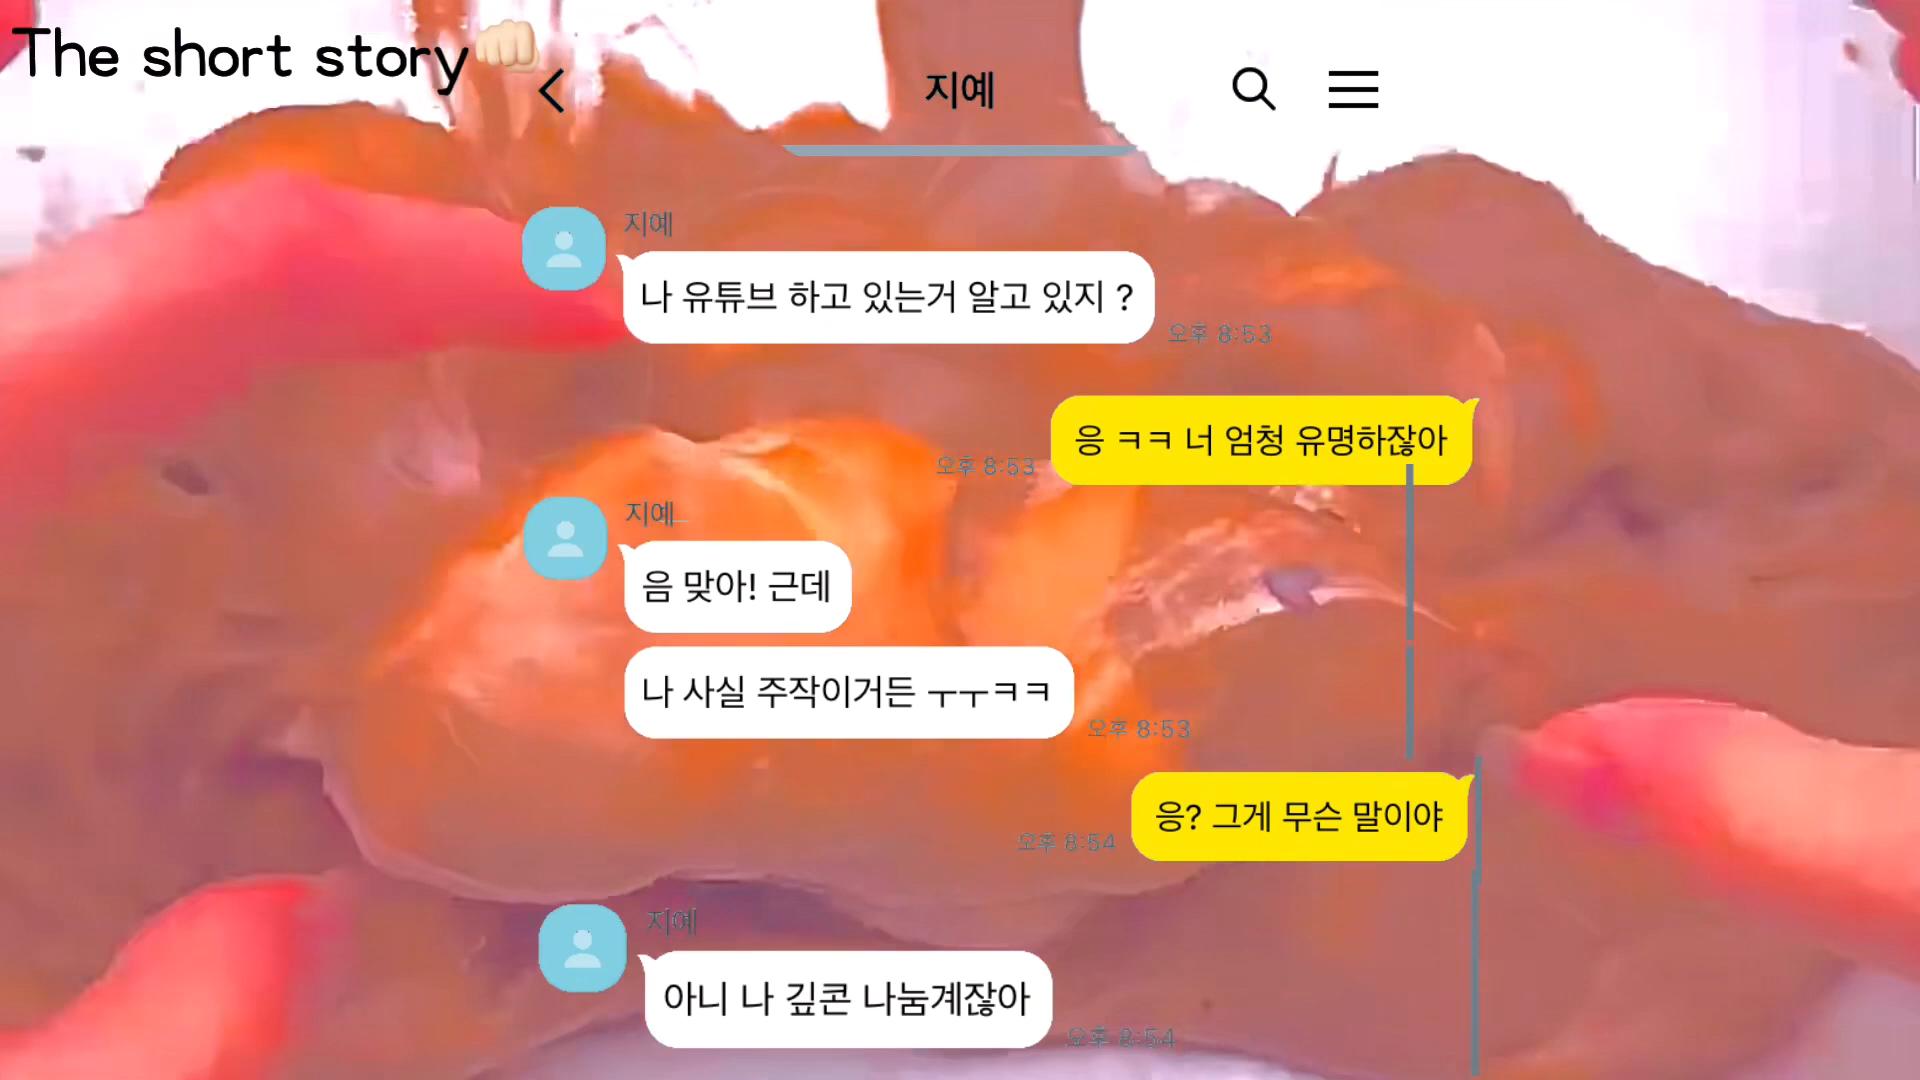 The short story👊🏻
지예
지예
나 유튜브 하고 있는거 알고 있지 ?
오후 8:53
응 ㅋㅋ 너 엄청 유명하잖아
오후 8:53
지예
음 맞아! 근데
나 사실 주작이거든 ㅜㅜㅋㅋ
오후 8:53
응? 그게 무슨 말이야
오후 8:54
지예
아니 나 깊콘 나눔계잖아
오후 8:54